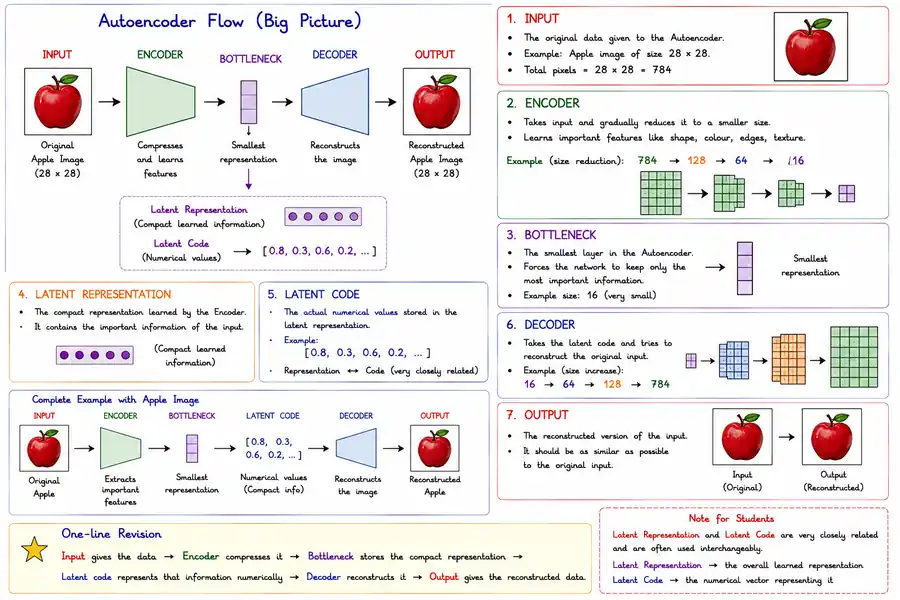 Autoencoder Flow (Big Picture)
INPUT
ENCODER
BOTTLENECK
DECODER
OUTPUT
Original
Apple Image
(28 × 28)
Compresses
and learns
features
Smallest
representation
Reconstructs
the image
Reconstructed
Apple Image
(28 × 28)
Latent Representation
(Compact learned information)
Latent Code
(Numerical values)
[ 0.8, 0.3, 0.6, 0.2, ... ]
1. INPUT
• The original data given to the Autoencoder.
• Example: Apple image of size 28 × 28.
• Total pixels = 28 × 28 = 784
2. ENCODER
• Takes input and gradually reduces it to a smaller size.
• Learns important features like shape, colour, edges, texture.
Example (size reduction): 784 → 128 → 64 → 16
3. BOTTLENECK
• The smallest layer in the Autoencoder.
• Forces the network to keep only the
most important information.
• Example size: 16 (very small)
Smallest
representation
4. LATENT REPRESENTATION
• The compact representation learned by the Encoder.
• It contains the important information of the input.
(Compact learned
information)
5. LATENT CODE
• The actual numerical values stored in the
latent representation.
• Example:
[ 0.8, 0.3, 0.6, 0.2, ... ]
• Representation ↔ Code (very closely related)
6. DECODER
• Takes the latent code and tries to
reconstruct the original input.
• Example (size increase):
16 → 64 → 128 → 784
Complete Example with Apple Image
INPUT
ENCODER
BOTTLENECK
LATENT CODE
DECODER
OUTPUT
[ 0.8, 0.3,
0.6, 0.2, ... ]
Original
Apple
Extracts
important
features
Smallest
representation
Numerical values
(Compact info)
Reconstructs
the image
Reconstructed
Apple
7. OUTPUT
• The reconstructed version of the input.
• It should be as similar as possible
to the original input.
Input
(Original)
Output
(Reconstructed)
One-line Revision
Input gives the data → Encoder compresses it → Bottleneck stores the compact representation →
Latent code represents that information numerically → Decoder reconstructs it → Output gives the reconstructed data.
Note for Students
Latent Representation and Latent Code are very closely related
and are often used interchangeably.
Latent Representation → the overall learned representation
Latent Code → the numerical vector representing it